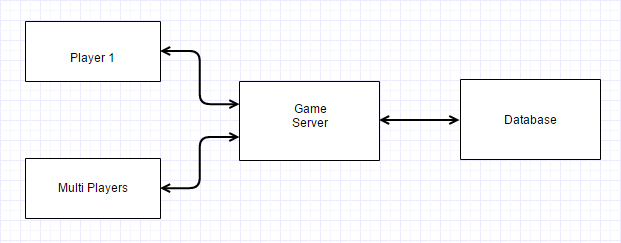 Player 1
Game
Server
Database
Multi Players